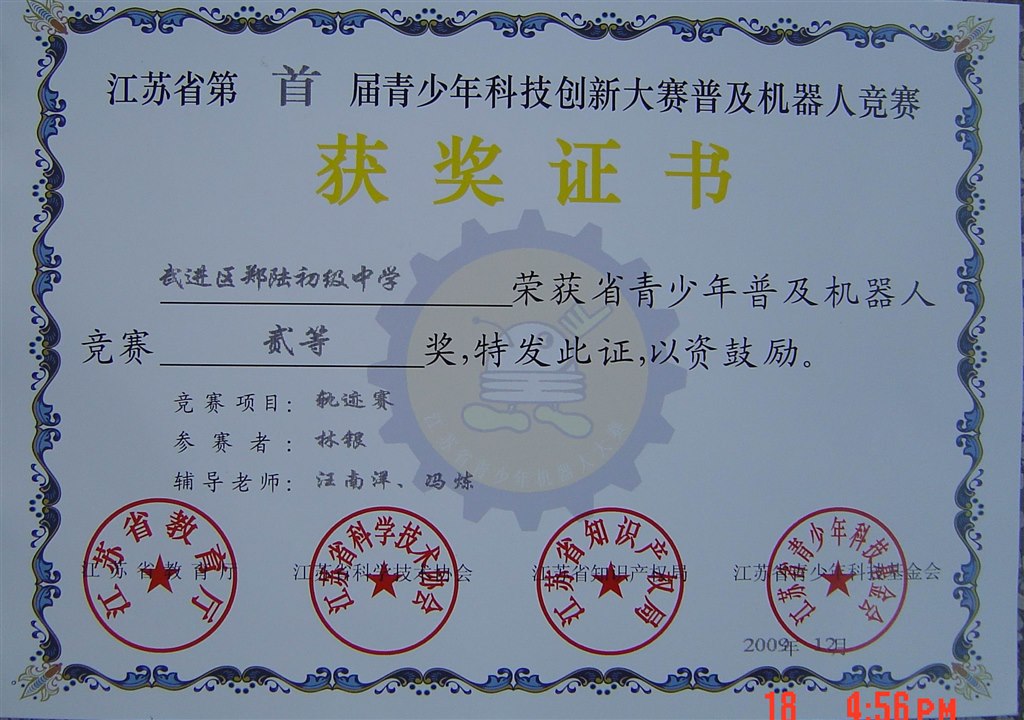 江苏省第 首 届青少年科技创新大赛普及机器人竞赛
获奖证书
武进区郑陆初级中学 荣获省青少年普及机器人
竞赛 贰等 奖,特发此证,以资鼓励。
竞赛项目: 轨迹赛
参赛者: 林银
辅导老师: 汪南洋、冯炼
江苏省教育厅
江苏省科学技术协会
江苏省知识产权局
江苏省青少年科技基金会
江苏省教育厅 江苏省科学技术协会 江苏省知识产权局 江苏省青少年科技基金会
2009年 12月
18 4:56PM